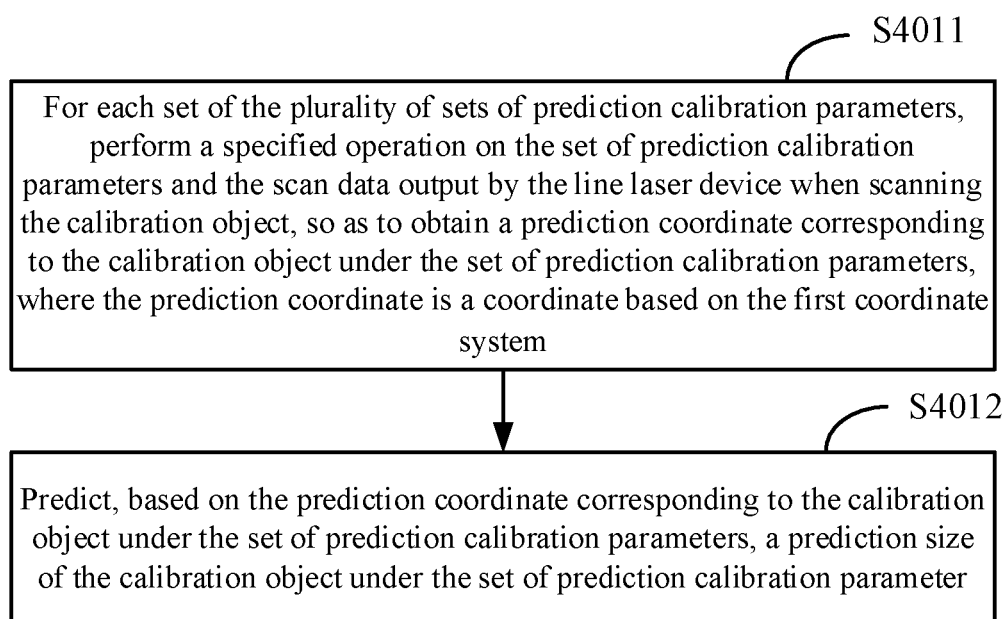 S4011
For each set of the plurality of sets of prediction calibration parameters,
perform a specified operation on the set of prediction calibration
parameters and the scan data output by the line laser device when scanning
the calibration object, so as to obtain a prediction coordinate corresponding
to the calibration object under the set of prediction calibration parameters,
where the prediction coordinate is a coordinate based on the first coordinate
system
S4012
Predict, based on the prediction coordinate corresponding to the calibration
object under the set of prediction calibration parameters, a prediction size
of the calibration object under the set of prediction calibration parameter